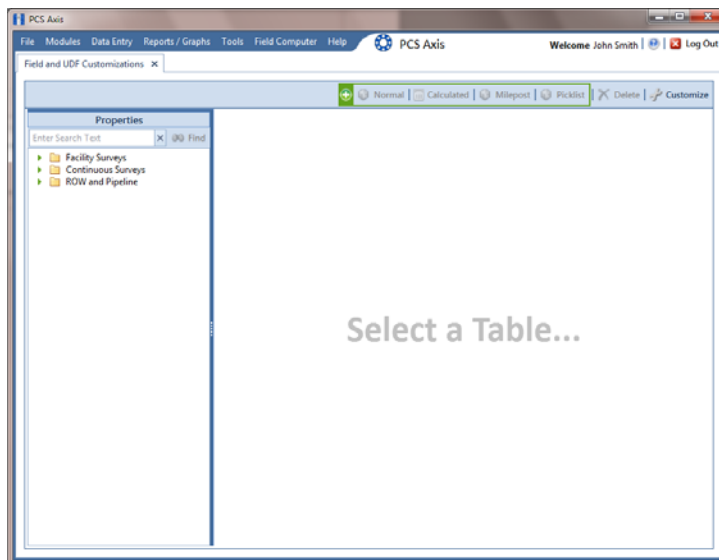 PCS Axis
File Modules Data Entry Reports / Graphs Tools Field Computer Help PCS Axis Welcome John Smith | | Log Out
Field and UDF Customizations
Normal | Calculated | Milepost | Picklist | Delete | Customize
Properties
Enter Search Text Find
Facility Surveys
Continuous Surveys
ROW and Pipeline
Select a Table...